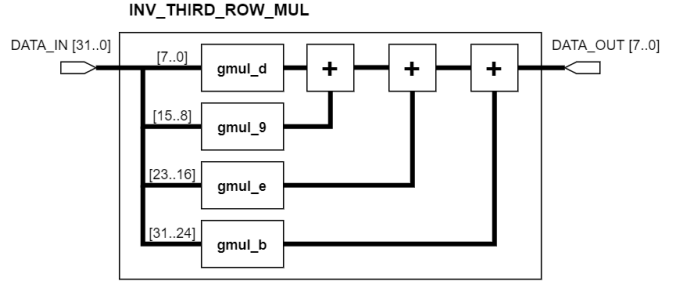 INV_THIRD_ROW_MUL
DATA_IN [31..0]
DATA_OUT [7..0]
[7..0]
gmul_d
+
+
+
[15..8]
gmul_9
[23..16]
gmul_e
[31..24]
gmul_b